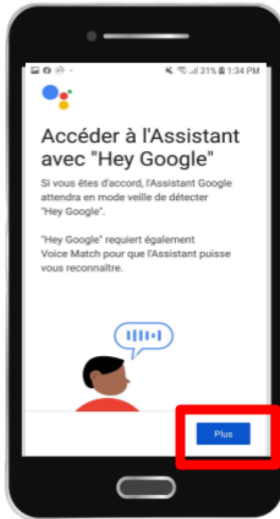 31% 1:34 PM
Accéder à l'Assistant
avec "Hey Google"
Si vous êtes d'accord, l'Assistant Google
attendra en mode veille de détecter
"Hey Google".
"Hey Google" requiert également
Voice Match pour que l'Assistant puisse
vous reconnaître.
Plus